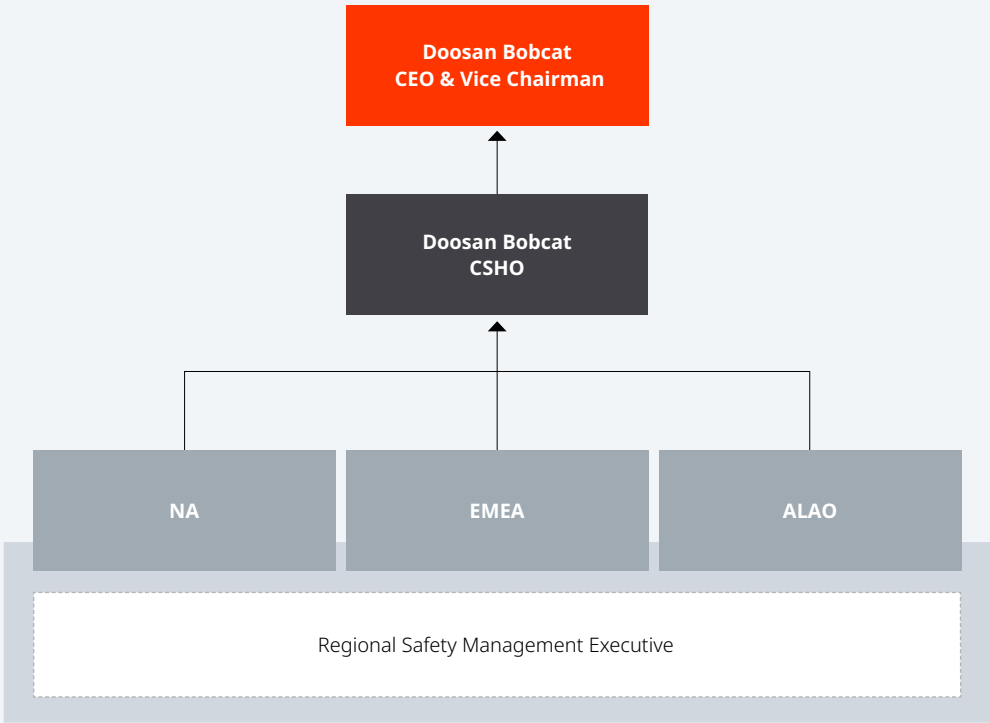 Doosan Bobcat
CEO & Vice Chairman
Doosan Bobcat
CSHO
NA
EMEA
ALAO
Regional Safety Management Executive